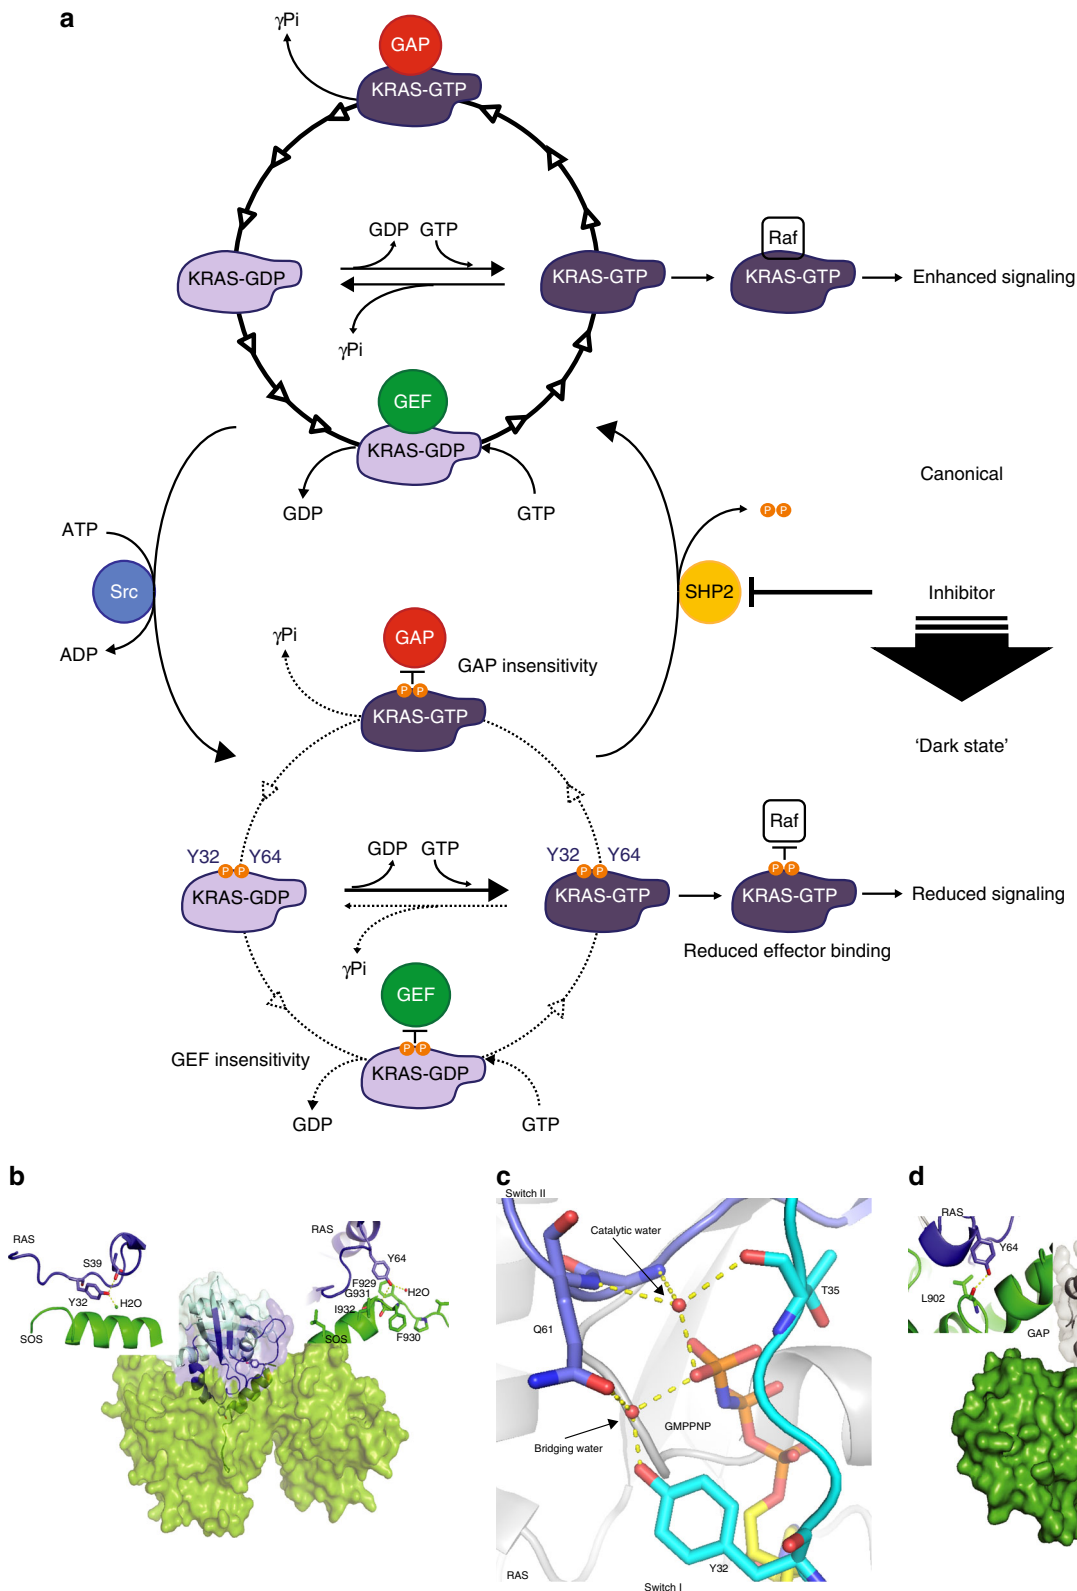 a
γPi
GAP
KRAS-GTP
GDP GTP
Raf
KRAS-GDP
KRAS-GTP
KRAS-GTP
Enhanced signaling
γPi
GEF
KRAS-GDP
GDP
GTP
Canonical
ATP
P P
Src
SHP2
Inhibitor
ADP
γPi
GAP
GAP insensitivity
P P
KRAS-GTP
'Dark state'
Raf
Y32 Y64
GDP GTP
Y32 Y64
P P
P P
P P
KRAS-GDP
KRAS-GTP
KRAS-GTP
Reduced signaling
Reduced effector binding
γPi
GEF
GEF insensitivity
P P
KRAS-GDP
GDP
GTP
b
RAS
S39
Y32
H2O
SOS
RAS
Y64
F929
G931
H2O
I932
SOS
F930
c
Switch II
Catalytic water
T35
Q61
GMPPNP
Bridging water
Y32
RAS
Switch I
d
RAS
Y64
L902
GAP